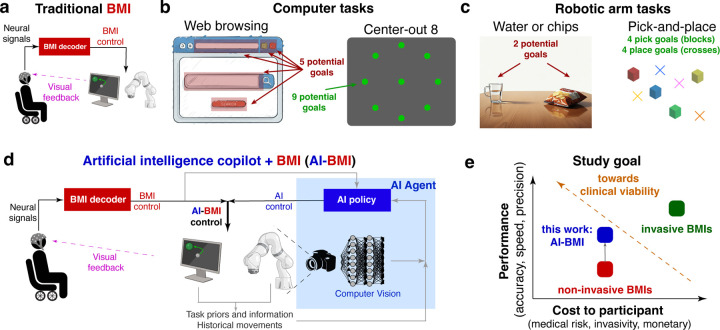 a
Traditional BMI
Neural
signals
BMI decoder
BMI
control
Visual
feedback
b
Computer tasks
Web browsing
Center-out 8
5 potential
goals
9 potential
goals
c
Robotic arm tasks
Water or chips
Pick-and-place
2 potential
goals
4 pick goals (blocks)
4 place goals (crosses)
d
Artificial intelligence copilot + BMI (AI-BMI)
Neural
signals
BMI decoder
BMI
control
AI
control
AI policy
AI Agent
AI-BMI
control
Visual
feedback
Computer Vision
Task priors and information
Historical movements
e
Study goal
towards
clinical viability
Performance
(accuracy, speed, precision)
this work:
AI-BMI
invasive BMIs
non-invasive BMIs
Cost to participant
(medical risk, invasivity, monetary)